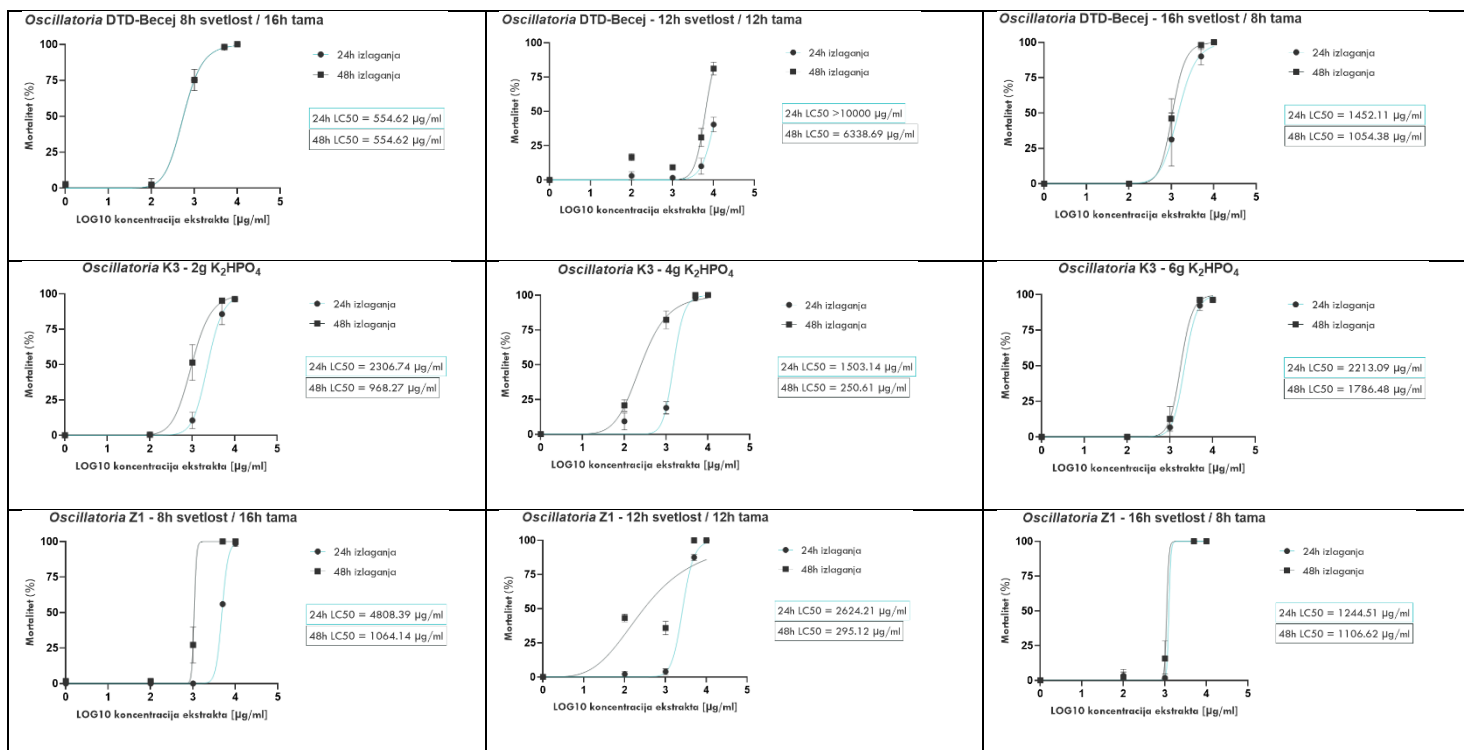 Oscillatoria DTD-Becej 8h svetlost / 16h tama
100
75
50
25
0
Mortalitet (%)
0 1 2 3 4 5
LOG10 koncentracija ekstrakta [µg/ml]
24h izlaganja
48h izlaganja
24h LC50 = 554.62 µg/ml
48h LC50 = 554.62 µg/ml
Oscillatoria DTD-Becej - 12h svetlost / 12h tama
100
75
50
25
0
Mortalitet (%)
0 1 2 3 4 5
LOG10 koncentracija ekstrakta [µg/ml]
24h izlaganja
48h izlaganja
24h LC50 >10000 µg/ml
48h LC50 = 6338.69 µg/ml
Oscillatoria DTD-Becej - 16h svetlost / 8h tama
100
75
50
25
0
Mortalitet (%)
0 1 2 3 4 5
LOG10 koncentracija ekstrakta [µg/ml]
24h izlaganja
48h izlaganja
24h LC50 = 1452.11 µg/ml
48h LC50 = 1054.38 µg/ml
Oscillatoria K3 - 2g K₂HPO₄
100
75
50
25
0
Mortalitet (%)
0 1 2 3 4 5
LOG10 koncentracija ekstrakta [µg/ml]
24h izlaganja
48h izlaganja
24h LC50 = 2306.74 µg/ml
48h LC50 = 968.27 µg/ml
Oscillatoria K3 - 4g K₂HPO₄
100
75
50
25
0
Mortalitet (%)
0 1 2 3 4 5
LOG10 koncentracija ekstrakta [µg/ml]
24h izlaganja
48h izlaganja
24h LC50 = 1503.14 µg/ml
48h LC50 = 250.61 µg/ml
Oscillatoria K3 - 6g K₂HPO₄
100
75
50
25
0
Mortalitet (%)
0 1 2 3 4 5
LOG10 koncentracija ekstrakta [µg/ml]
24h izlaganja
48h izlaganja
24h LC50 = 2213.09 µg/ml
48h LC50 = 1786.48 µg/ml
Oscillatoria Z1 - 8h svetlost / 16h tama
100
75
50
25
0
Mortalitet (%)
0 1 2 3 4 5
LOG10 koncentracija ekstrakta [µg/ml]
24h izlaganja
48h izlaganja
24h LC50 = 4808.39 µg/ml
48h LC50 = 1064.14 µg/ml
Oscillatoria Z1 - 12h svetlost / 12h tama
100
75
50
25
0
Mortalitet (%)
0 1 2 3 4 5
LOG10 koncentracija ekstrakta [µg/ml]
24h izlaganja
48h izlaganja
24h LC50 = 2624.21 µg/ml
48h LC50 = 295.12 µg/ml
Oscillatoria Z1 - 16h svetlost / 8h tama
100
75
50
25
0
Mortalitet (%)
0 1 2 3 4 5
LOG10 koncentracija ekstrakta [µg/ml]
24h izlaganja
48h izlaganja
24h LC50 = 1244.51 µg/ml
48h LC50 = 1106.62 µg/ml